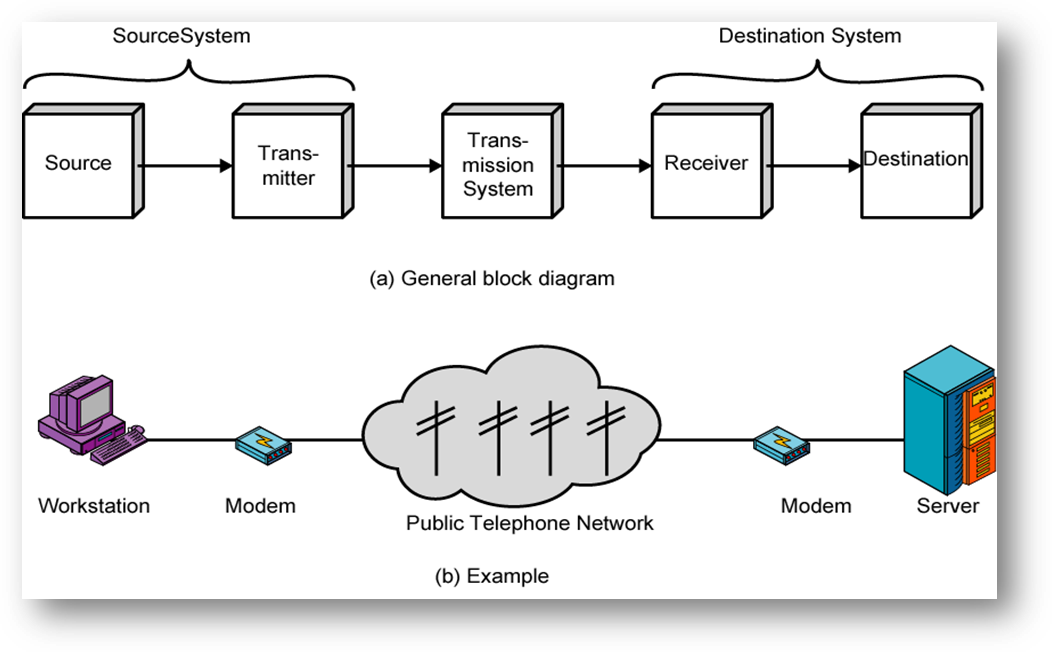 SourceSystem
Destination System
Source
Trans-
mitter
Trans-
mission
System
Receiver
Destination
(a) General block diagram
Workstation
Modem
Public Telephone Network
Modem
Server
(b) Example